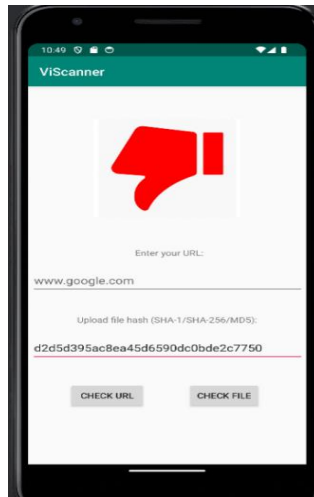 10:49
ViScanner
Enter your URL:
www.google.com
Upload file hash (SHA-1/SHA-256/MD5):
d2d5d395ac8ea45d6590dc0bde2c7750
CHECK URL CHECK FILE